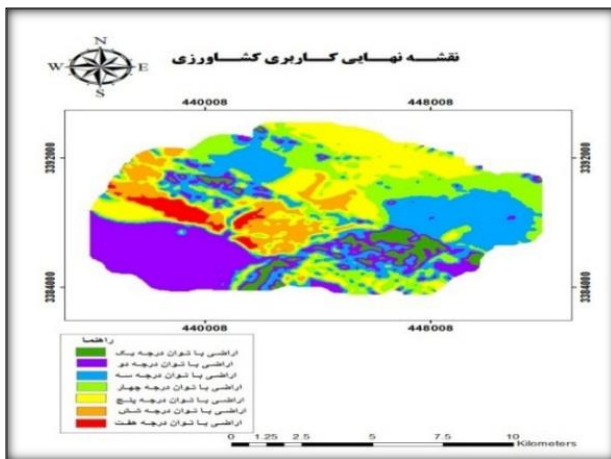 N
W E
S
نقشه نهایی کاربری کشاورزی
440008 448008
3392000 3392000
3384000 3384000
440008 448008
راهنما
اراضی با توان درجه یک
اراضی با توان درجه دو
اراضی با توان درجه سه
اراضی با توان درجه چهار
اراضی با توان درجه پنج
اراضی با توان درجه شش
اراضی با توان درجه هفت
0 1.25 2.5 5 7.5 10
Kilometers